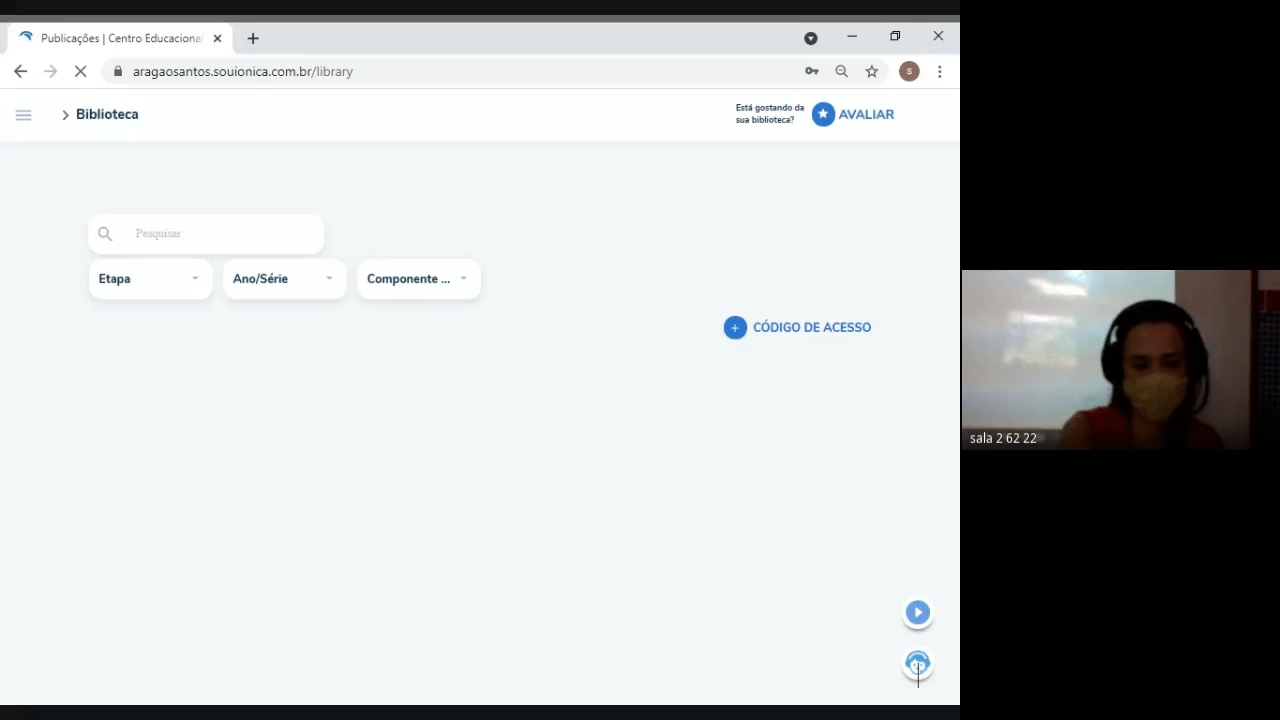 Publicações | Centro Educaciona
aragaosantos.souionica.com.br/library
S
Biblioteca
Está gostando da
sua biblioteca?
AVALIAR
Pesquisar
Etapa
Ano/Série
Componente ...
CÓDIGO DE ACESSO
sala 2 62 22